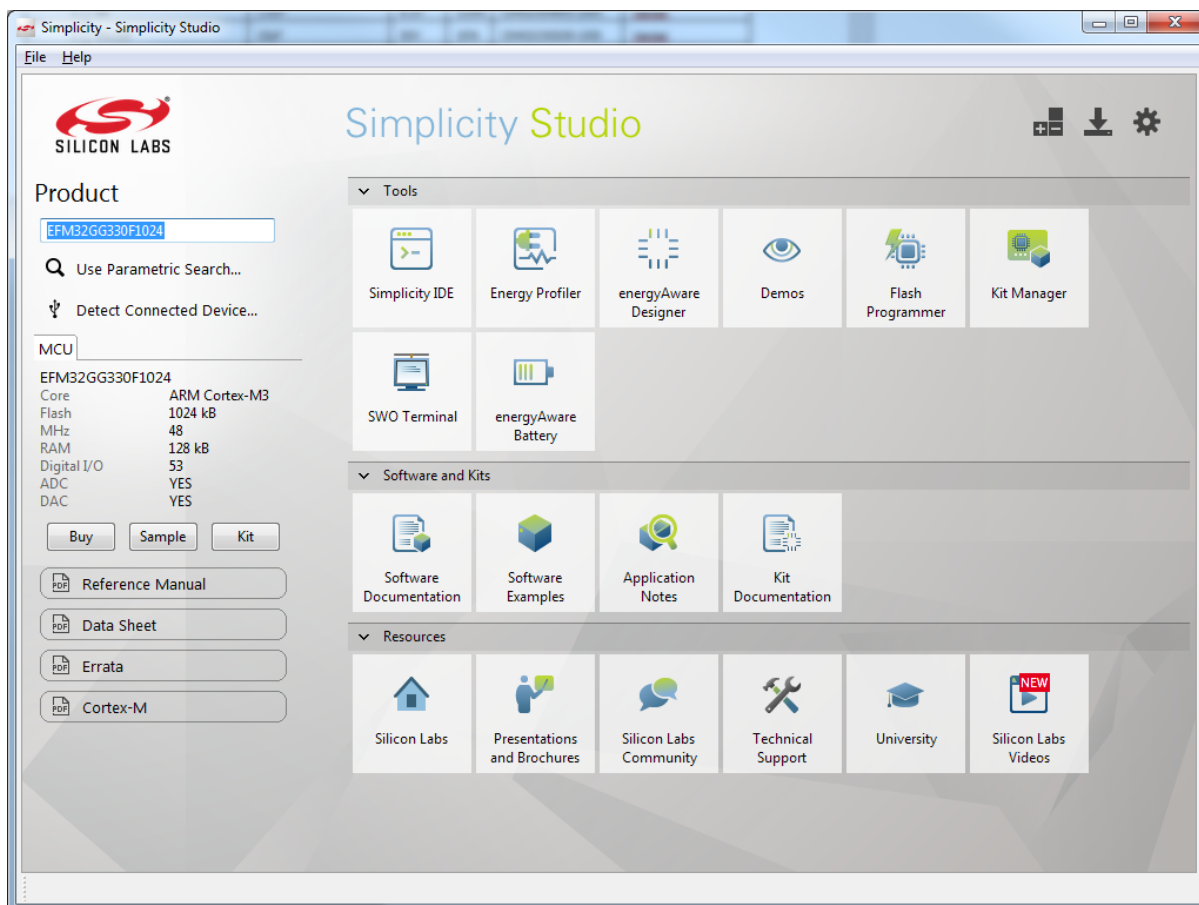 Simplicity - Simplicity Studio
File Help
SILICON LABS
Simplicity Studio
Product
EFM32GG330F1024
Use Parametric Search...
Detect Connected Device...
MCU
EFM32GG330F1024
Core ARM Cortex-M3
Flash 1024 kB
MHz 48
RAM 128 kB
Digital I/O 53
ADC YES
DAC YES
Buy Sample Kit
PDF Reference Manual
PDF Data Sheet
PDF Errata
PDF Cortex-M
Tools
Simplicity IDE
Energy Profiler
energyAware
Designer
Demos
Flash
Programmer
Kit Manager
SWO Terminal
energyAware
Battery
Software and Kits
Software
Documentation
Software
Examples
Application
Notes
Kit
Documentation
Resources
Silicon Labs
Presentations
and Brochures
Silicon Labs
Community
Technical
Support
University
NEW
Silicon Labs
Videos